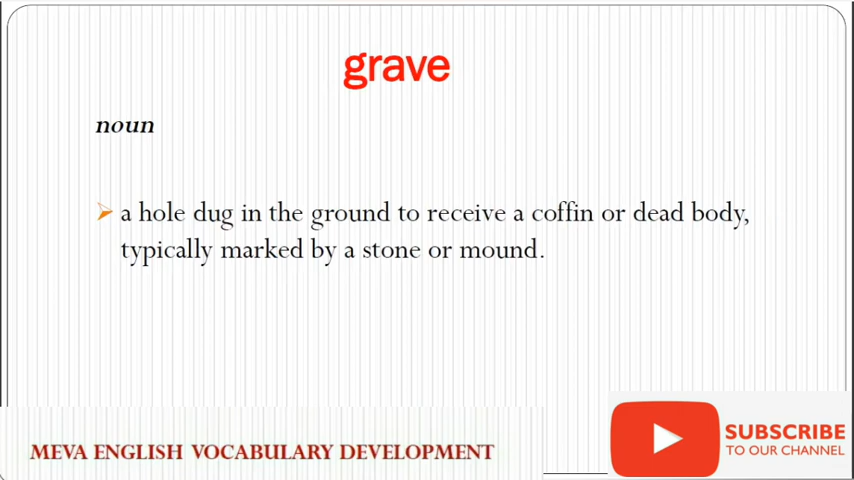 grave
noun
a hole dug in the ground to receive a coffin or dead body,
typically marked by a stone or mound.
MEVA ENGLISH VOCABULARY DEVELOPMENT
SUBSCRIBE
TO OUR CHANNEL